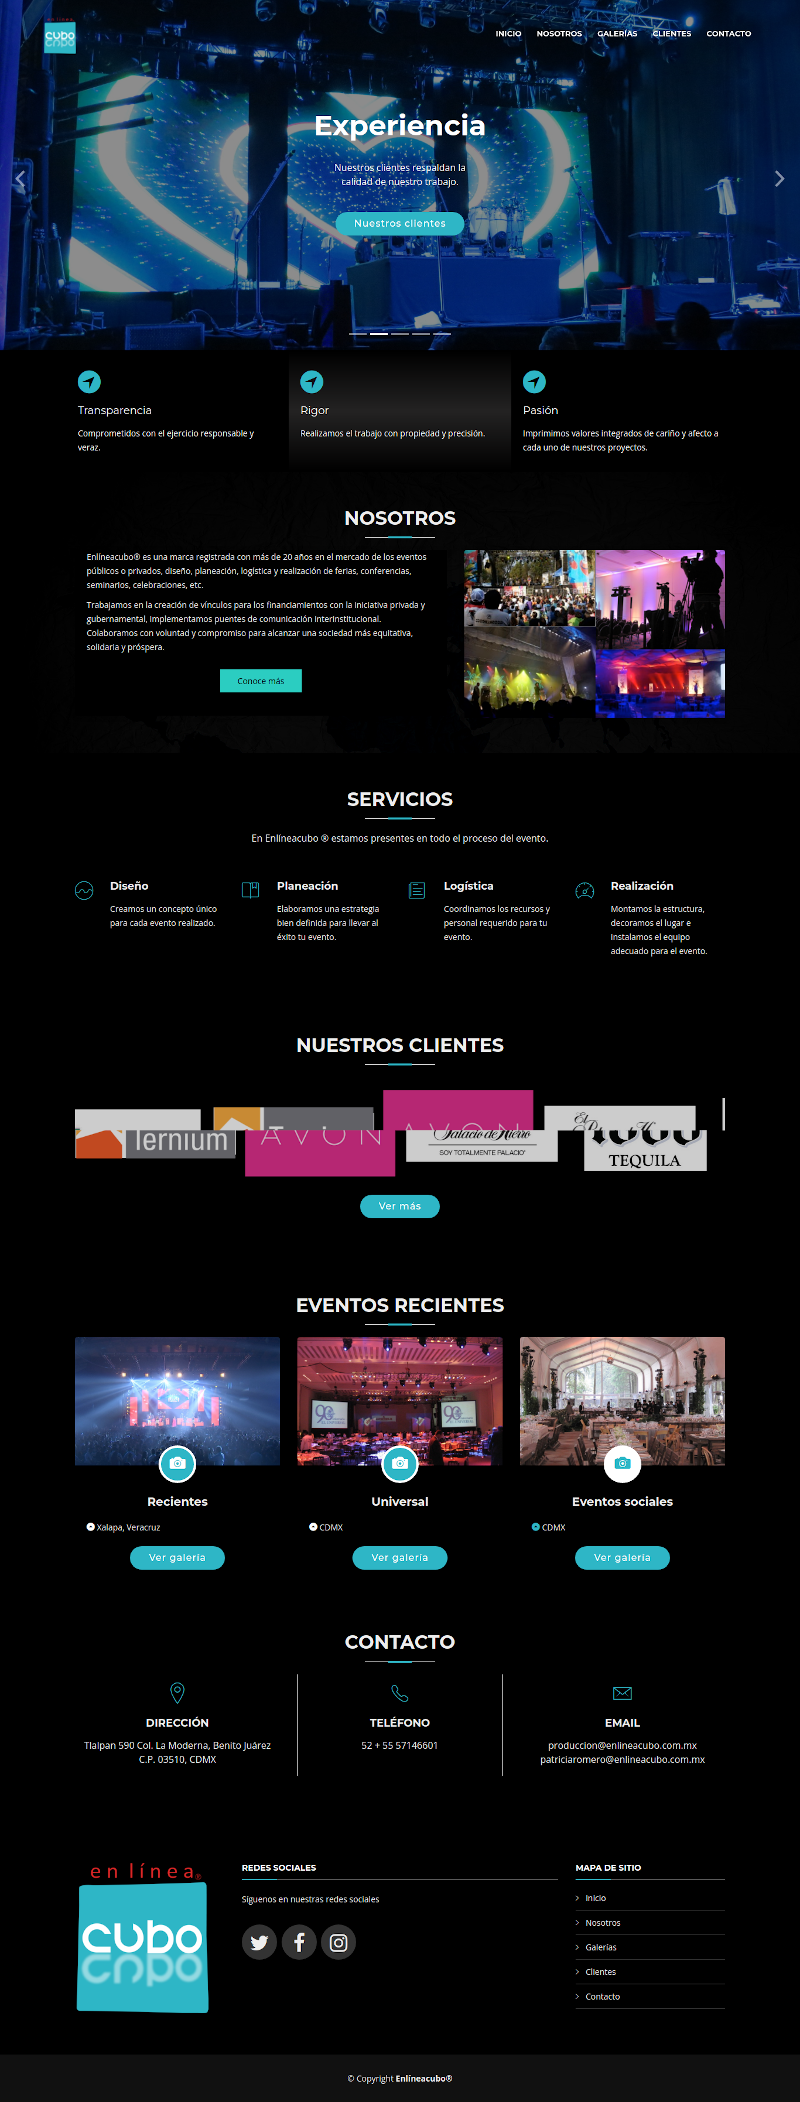 en línea
cubo
INICIO NOSOTROS GALERÍAS CLIENTES CONTACTO
Experiencia
Nuestros clientes respaldan la
calidad de nuestro trabajo.
Nuestros clientes
Transparencia
Comprometidos con el ejercicio responsable y
veraz.
Rigor
Realizamos el trabajo con propiedad y precisión.
Pasión
Imprimimos valores integrados de cariño y afecto a
cada uno de nuestros proyectos.
NOSOTROS
Enlíneacubo® es una marca registrada con más de 20 años en el mercado de los eventos
públicos o privados, diseño, planeación, logística y realización de ferias, conferencias,
seminarios, celebraciones, etc.
Trabajamos en la creación de vínculos para los financiamientos con la iniciativa privada y
gubernamental, implementamos puentes de comunicación interinstitucional.
Colaboramos con voluntad y compromiso para alcanzar una sociedad más equitativa,
solidaria y próspera.
Conoce más
SERVICIOS
En Enlíneacubo ® estamos presentes en todo el proceso del evento.
Diseño
Creamos un concepto único
para cada evento realizado.
Planeación
Elaboramos una estrategia
bien definida para llevar al
éxito tu evento.
Logística
Coordinamos los recursos y
personal requerido para tu
evento.
Realización
Montamos la estructura,
decoramos el lugar e
instalamos el equipo
adecuado para el evento.
NUESTROS CLIENTES
El
Ternium
AVON
AVON
Palacio de Hierro
SOY TOTALMENTE PALACIO
TEQUILA
Ver más
EVENTOS RECIENTES
90
90
Recientes
Xalapa, Veracruz
Ver galería
Universal
CDMX
Ver galería
Eventos sociales
CDMX
Ver galería
CONTACTO
DIRECCIÓN
Tlalpan 590 Col. La Moderna, Benito Juárez
C.P. 03510, CDMX
TELÉFONO
52 + 55 57146601
EMAIL
produccion@enlineacubo.com.mx
patriciaromero@enlineacubo.com.mx
en línea®
cubo
REDES SOCIALES
Síguenos en nuestras redes sociales
MAPA DE SITIO
Inicio
Nosotros
Galerías
Clientes
Contacto
© Copyright Enlíneacubo®